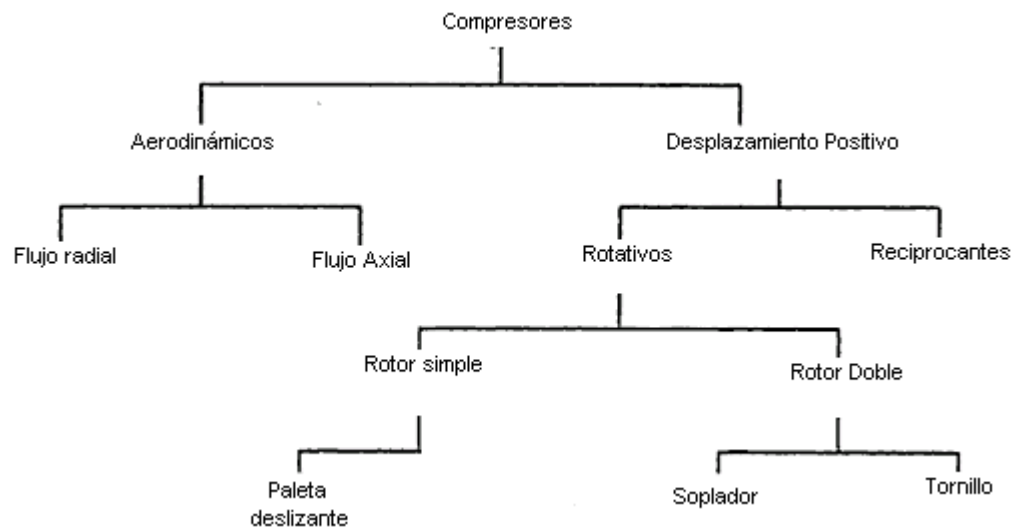 Compresores
Aerodinámicos
Desplazamiento Positivo
Flujo radial
Flujo Axial
Rotativos
Reciprocantes
Rotor simple
Rotor Doble
Paleta
deslizante
Soplador
Tornillo